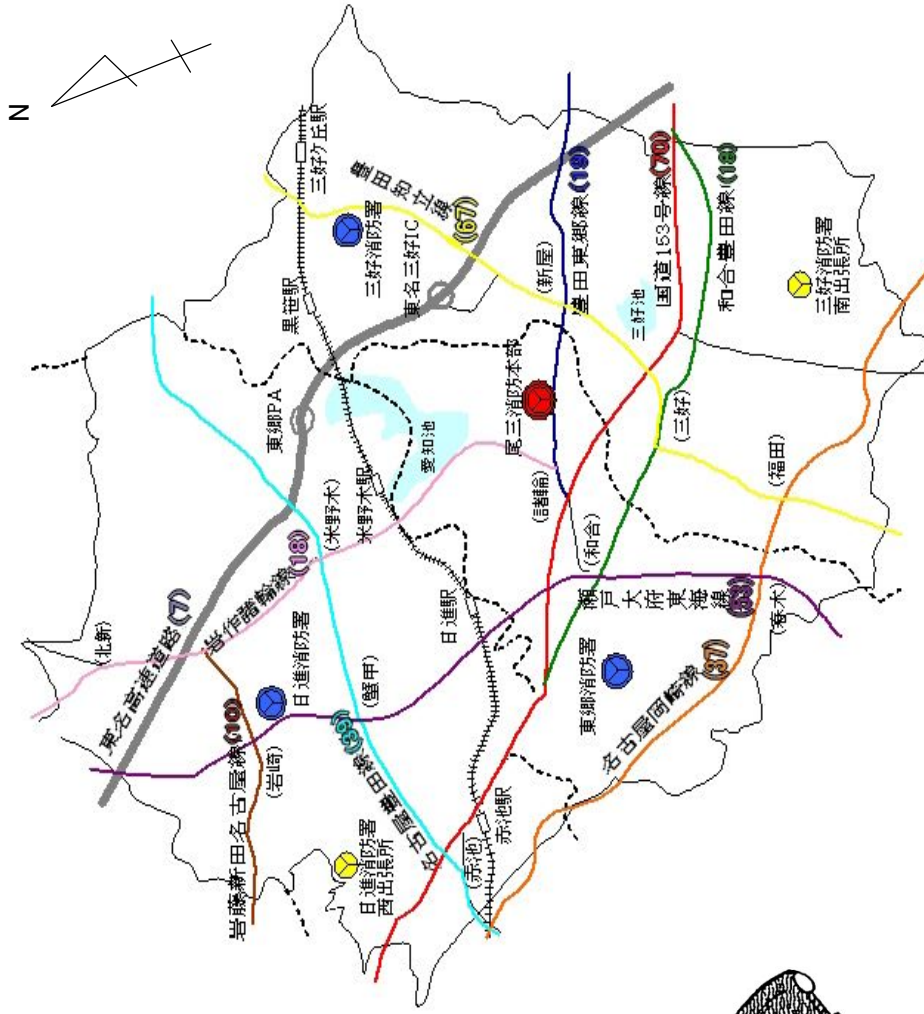 N
三好ケ丘駅
豊田知立線(67)
三好消防署
黒笹駅
東名三好IC
東郷PA
愛知池
(新屋)
豊田東郷線(19)
国道153号線(70)
和合豊田線(18)
三好池
三好消防署
南出張所
尾三消防本部
(三好)
(福田)
(諸輪)
(和合)
(米野木)
米野木駅
岩作諸輪線(18)
(北新)
東名高速道路(7)
日進消防署
日進駅
(蟹甲)
名古屋豊田線
瀬戸大府東海線(53)
(春木)
東郷消防署
名古屋岡崎線(37)
岩藤新田名古屋線(10)
(岩崎)
日進消防署
西出張所
(赤池)
赤池駅